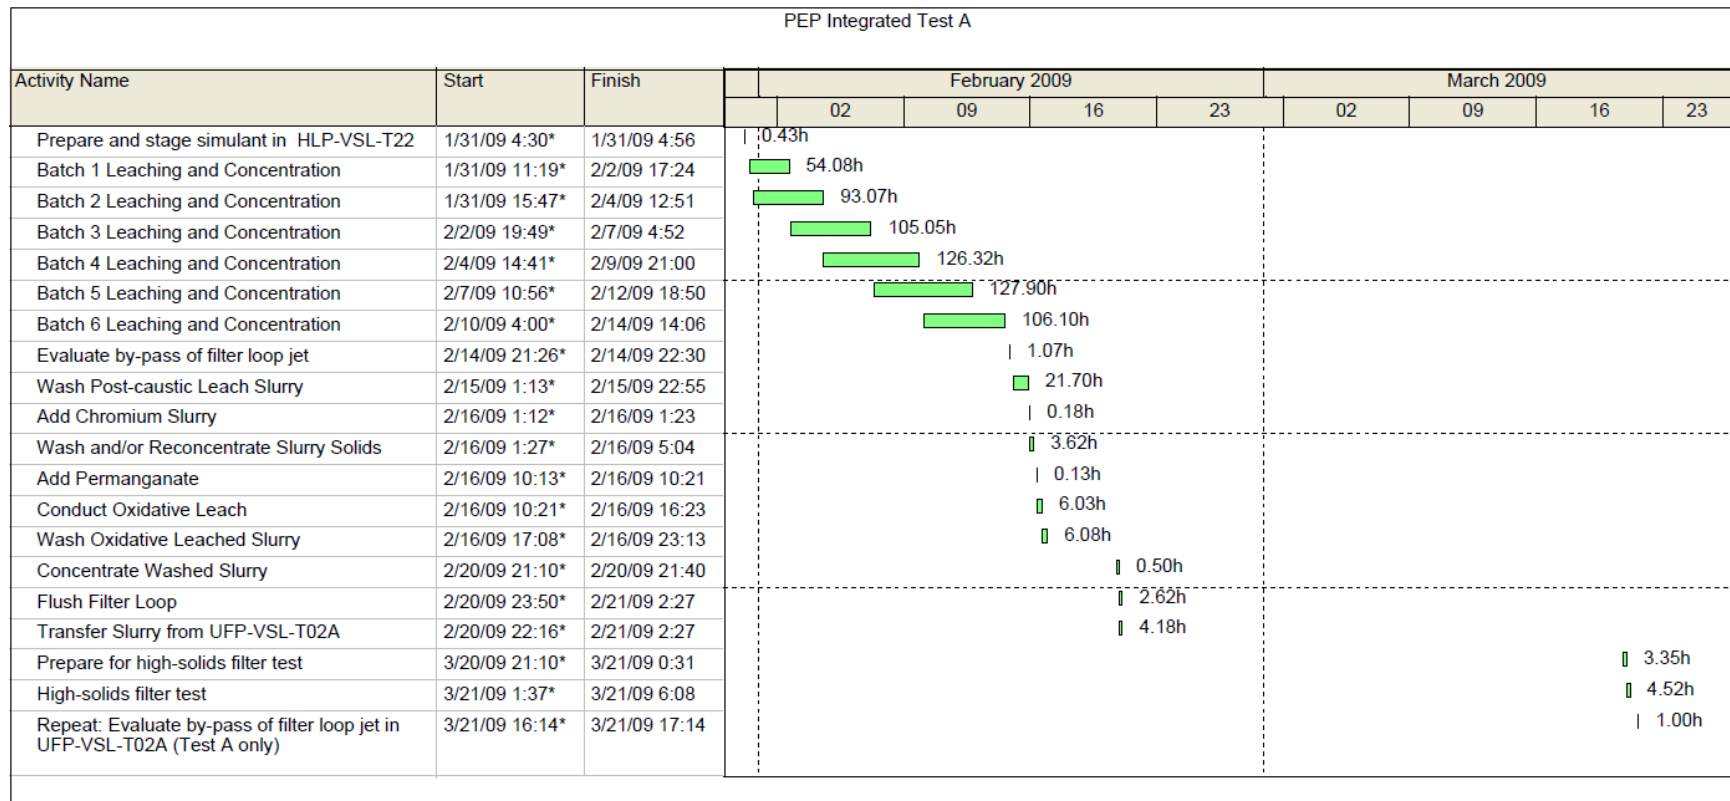 PEP Integrated Test A
Activity Name Start Finish February 2009 March 2009
02 09 16 23 02 09 16 23
Prepare and stage simulant in HLP-VSL-T22 1/31/09 4:30* 1/31/09 4:56 0.43h
Batch 1 Leaching and Concentration 1/31/09 11:19* 2/2/09 17:24 54.08h
Batch 2 Leaching and Concentration 1/31/09 15:47* 2/4/09 12:51 93.07h
Batch 3 Leaching and Concentration 2/2/09 19:49* 2/7/09 4:52 105.05h
Batch 4 Leaching and Concentration 2/4/09 14:41* 2/9/09 21:00 126.32h
Batch 5 Leaching and Concentration 2/7/09 10:56* 2/12/09 18:50 127.90h
Batch 6 Leaching and Concentration 2/10/09 4:00* 2/14/09 14:06 106.10h
Evaluate by-pass of filter loop jet 2/14/09 21:26* 2/14/09 22:30 1.07h
Wash Post-caustic Leach Slurry 2/15/09 1:13* 2/15/09 22:55 21.70h
Add Chromium Slurry 2/16/09 1:12* 2/16/09 1:23 0.18h
Wash and/or Reconcentrate Slurry Solids 2/16/09 1:27* 2/16/09 5:04 3.62h
Add Permanganate 2/16/09 10:13* 2/16/09 10:21 0.13h
Conduct Oxidative Leach 2/16/09 10:21* 2/16/09 16:23 6.03h
Wash Oxidative Leached Slurry 2/16/09 17:08* 2/16/09 23:13 6.08h
Concentrate Washed Slurry 2/20/09 21:10* 2/20/09 21:40 0.50h
Flush Filter Loop 2/20/09 23:50* 2/21/09 2:27 2.62h
Transfer Slurry from UFP-VSL-T02A 2/20/09 22:16* 2/21/09 2:27 4.18h
Prepare for high-solids filter test 3/20/09 21:10* 3/21/09 0:31 3.35h
High-solids filter test 3/21/09 1:37* 3/21/09 6:08 4.52h
Repeat: Evaluate by-pass of filter loop jet in 3/21/09 16:14* 3/21/09 17:14 1.00h
UFP-VSL-T02A (Test A only)